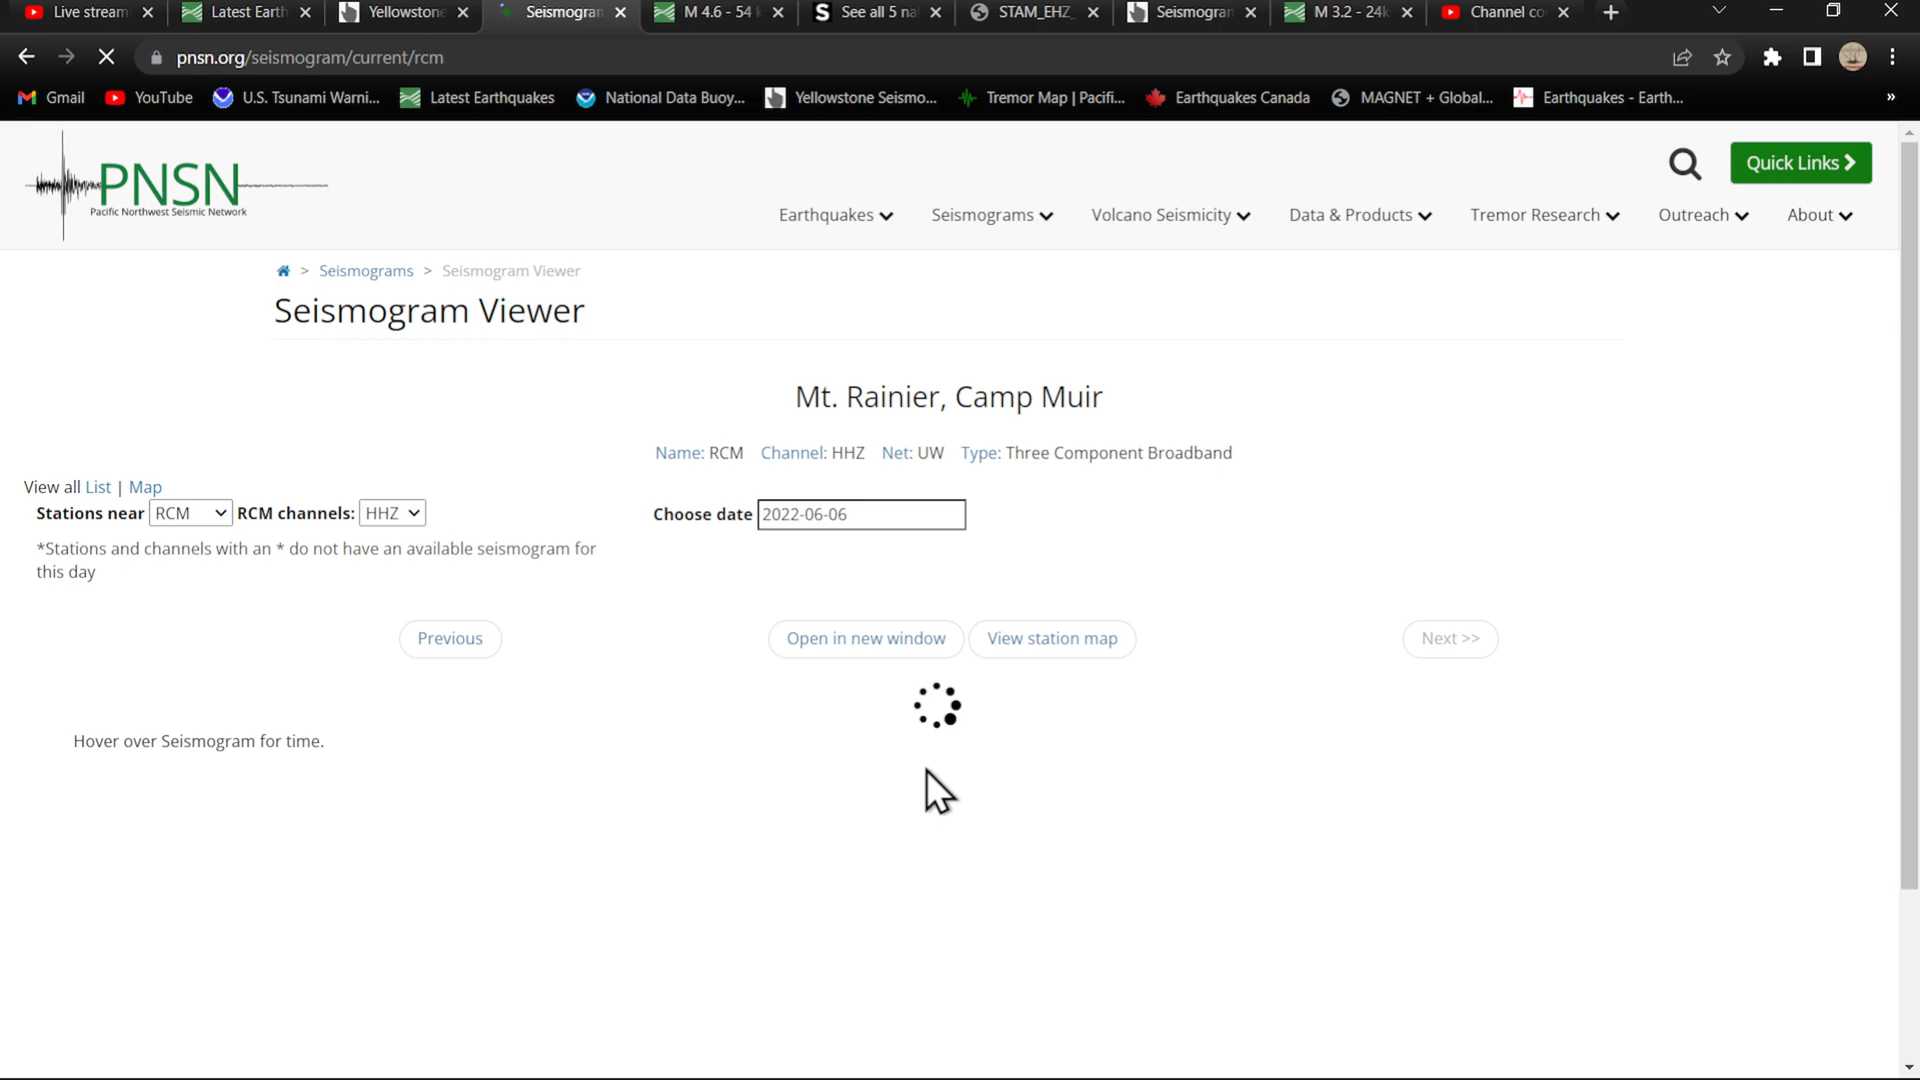 Live stream
Latest Earth
Yellowstone
Seismogram
M 4.6 - 54
See all 5 na
STAM_EHZ_
Seismogram
M 3.2 - 24k
Channel co
pnsn.org/seismogram/current/rcm
Gmail
YouTube
U.S. Tsunami Warni...
Latest Earthquakes
National Data Buoy...
Yellowstone Seismo...
Tremor Map | Pacifi...
Earthquakes Canada
MAGNET + Global...
Earthquakes - Earth...
»
PNSN
Pacific Northwest Seismic Network
Quick Links
Earthquakes
Seismograms
Volcano Seismicity
Data & Products
Tremor Research
Outreach
About
> Seismograms > Seismogram Viewer
Seismogram Viewer
Mt. Rainier, Camp Muir
Name: RCM Channel: HHZ Net: UW Type: Three Component Broadband
View all List | Map
Stations near RCM RCM channels: HHZ
Choose date 2022-06-06
*Stations and channels with an * do not have an available seismogram for
this day
Previous
Open in new window
View station map
Next >>
Hover over Seismogram for time.